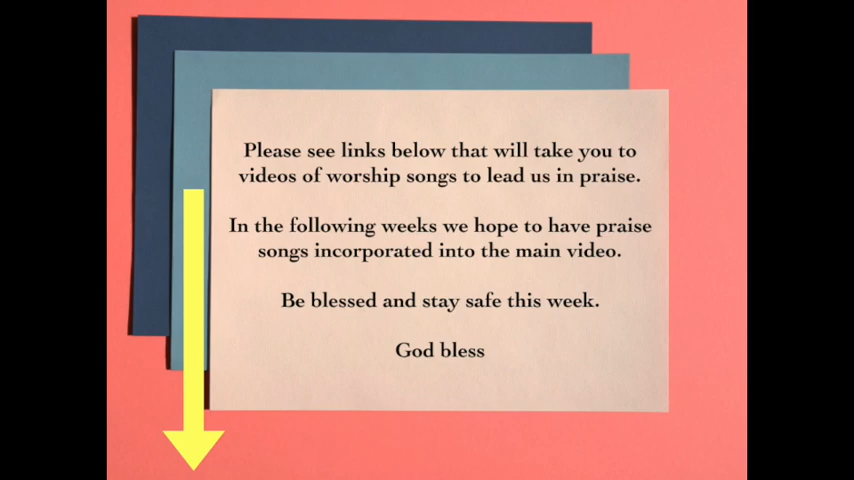 Please see links below that will take you to
videos of worship songs to lead us in praise.
In the following weeks we hope to have praise
songs incorporated into the main video.
Be blessed and stay safe this week.
God bless